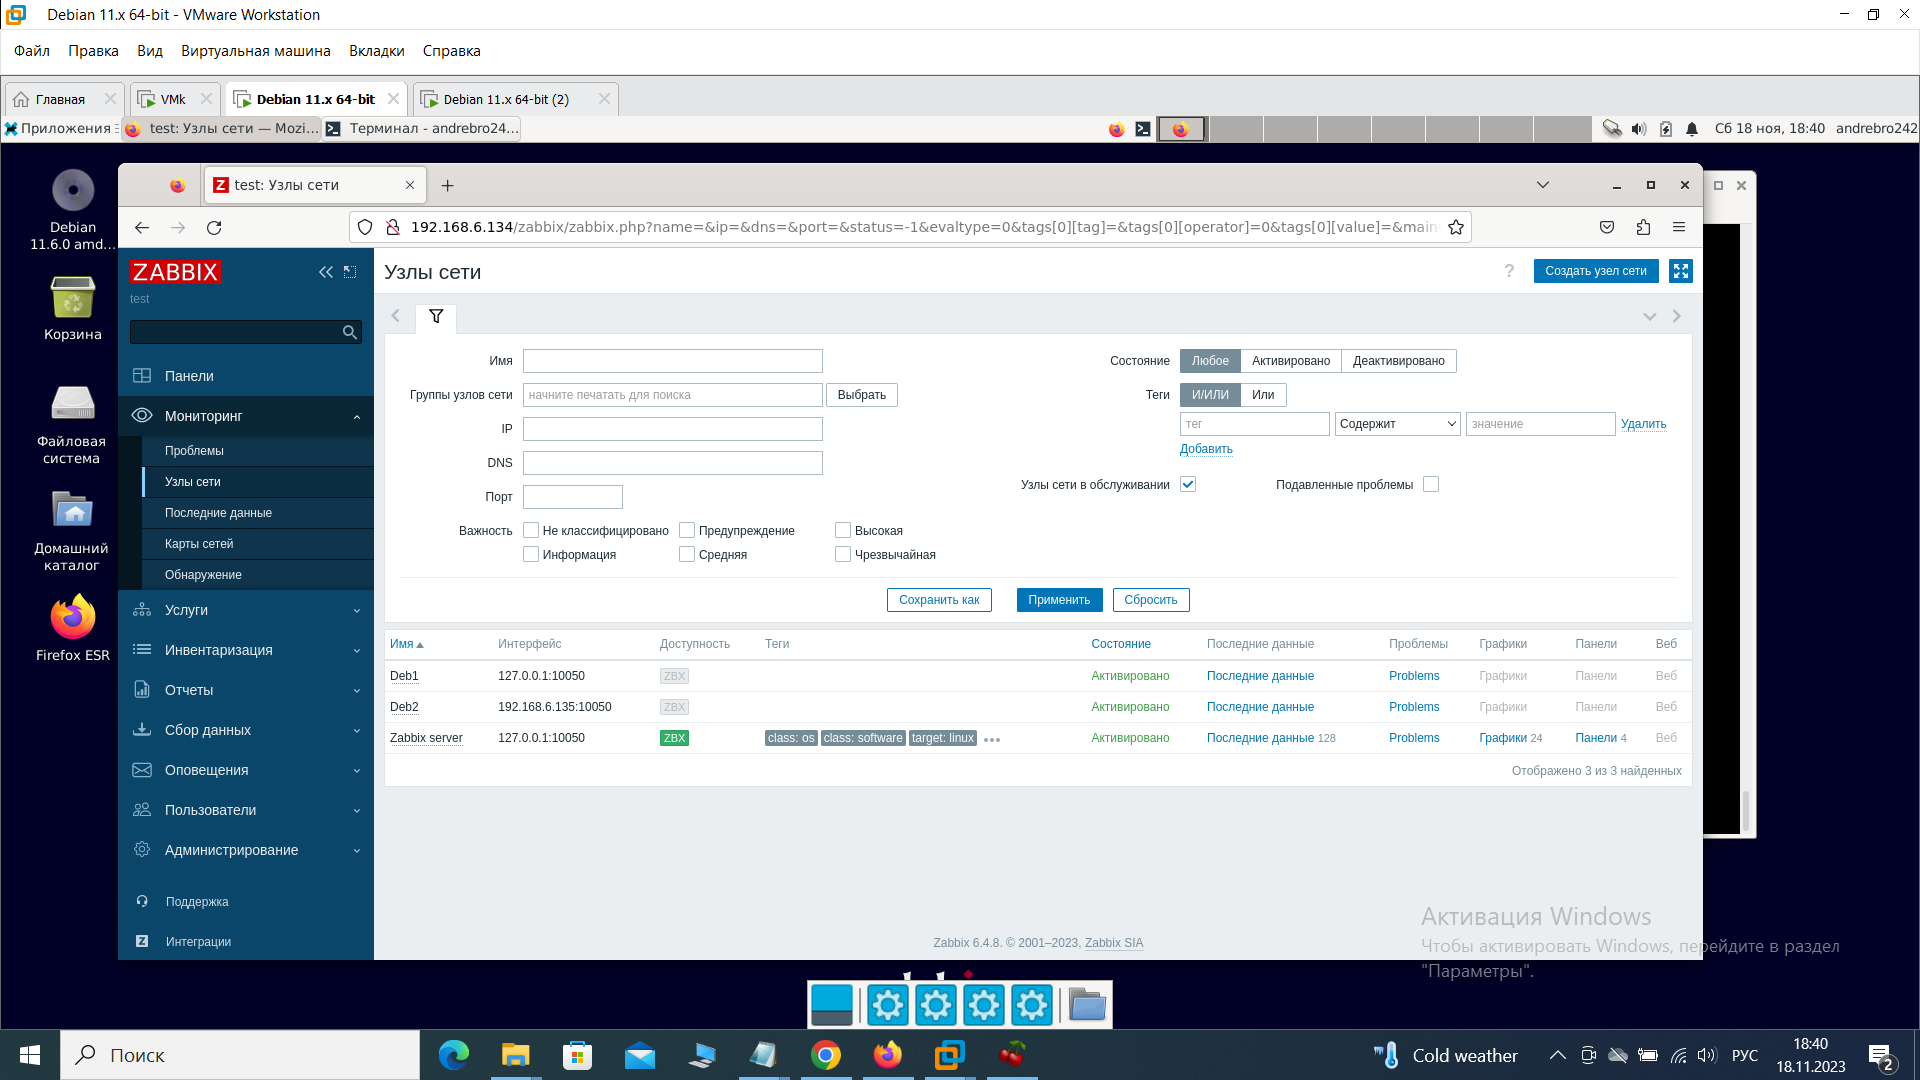 Debian 11.x 64-bit - VMware Workstation
Файл Правка Вид Виртуальная машина Вкладки Справка
Главная VMk Debian 11.x 64-bit Debian 11.x 64-bit (2)
Приложения test: Узлы сети — Mozi... Терминал - andrebro24... Сб 18 ноя, 18:40 andrebro242
test: Узлы сети
192.168.6.134/zabbix/zabbix.php?name=&ip=&dns=&port=&status=-1&evaltype=0&tags[0][tag]=&tags[0][operator]=0&tags[0][value]=&main
Debian
11.6.0 amd...
Корзина
Файловая
система
Домашний
каталог
Firefox ESR
ZABBIX
test
Панели
Мониторинг
Проблемы
Узлы сети
Последние данные
Карты сетей
Обнаружение
Услуги
Инвентаризация
Отчеты
Сбор данных
Оповещения
Пользователи
Администрирование
Поддержка
Z Интеграции
Узлы сети ? Создать узел сети
Имя
Группы узлов сети начните печатать для поиска Выбрать
IP
DNS
Порт
Важность Не классифицировано Предупреждение Высокая
Информация Средняя Чрезвычайная
Состояние Любое Активировано Деактивировано
Теги И/ИЛИ Или
тег Содержит значение Удалить
Добавить
Узлы сети в обслуживании Подавленные проблемы
Сохранить как Применить Сбросить
Имя Интерфейс Доступность Теги Состояние Последние данные Проблемы Графики Панели Веб
Deb1 127.0.0.1:10050 ZBX Активировано Последние данные Problems Графики Панели Веб
Deb2 192.168.6.135:10050 ZBX Активировано Последние данные Problems Графики Панели Веб
Zabbix server 127.0.0.1:10050 ZBX class: os class: software target: linux ••• Активировано Последние данные 128 Problems Графики 24 Панели 4 Веб
Отображено 3 из 3 найденных
Zabbix 6.4.8. © 2001–2023, Zabbix SIA
Активация Windows
Чтобы активировать Windows, перейдите в раздел
"Параметры".
Поиск Cold weather РУС 18:40
18.11.2023 2